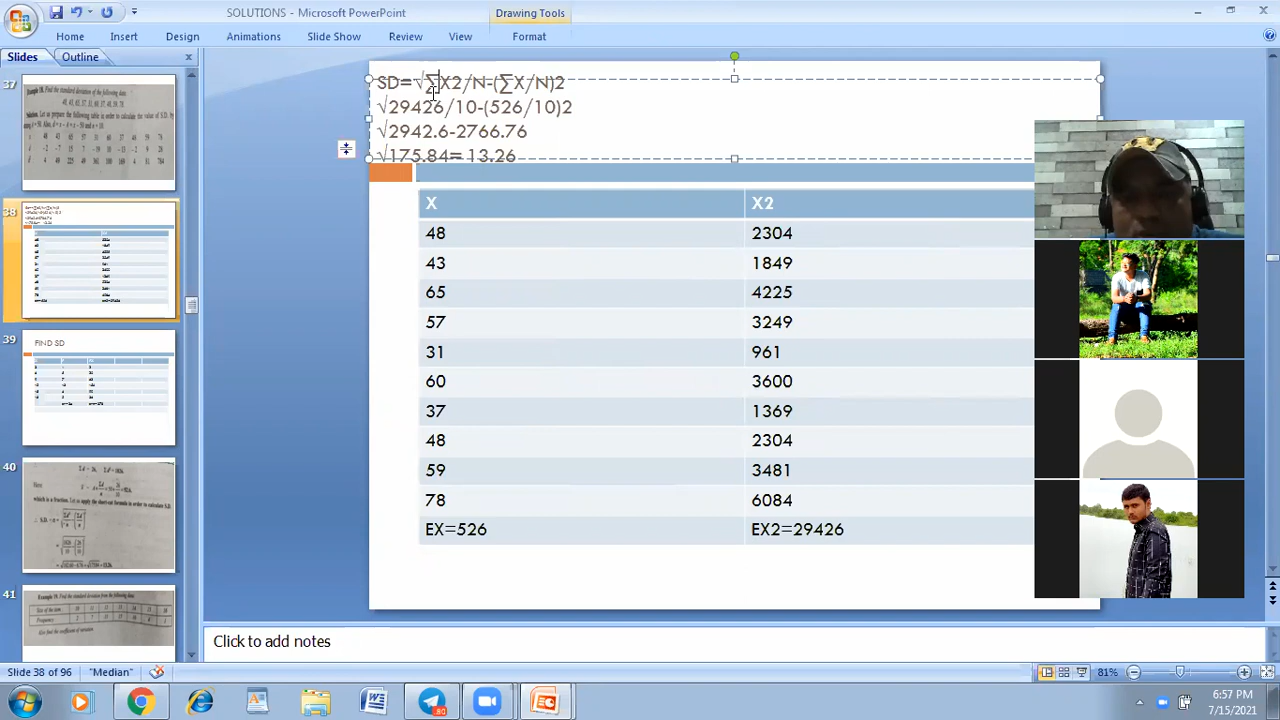 SOLUTIONS - Microsoft PowerPoint
Drawing Tools
Home Insert Design Animations Slide Show Review View Format
Slides Outline
37
38
39
FIND SD
40
41
SD= √∑X2/N-(∑X/N)2
√29426/10-(526/10)2
√2942.6-2766.76
√175.84= 13.26
X X2
48 2304
43 1849
65 4225
57 3249
31 961
60 3600
37 1369
48 2304
59 3481
78 6084
EX=526 EX2=29426
Click to add notes
Slide 38 of 96 "Median" 81%
6:57 PM
7/15/2021